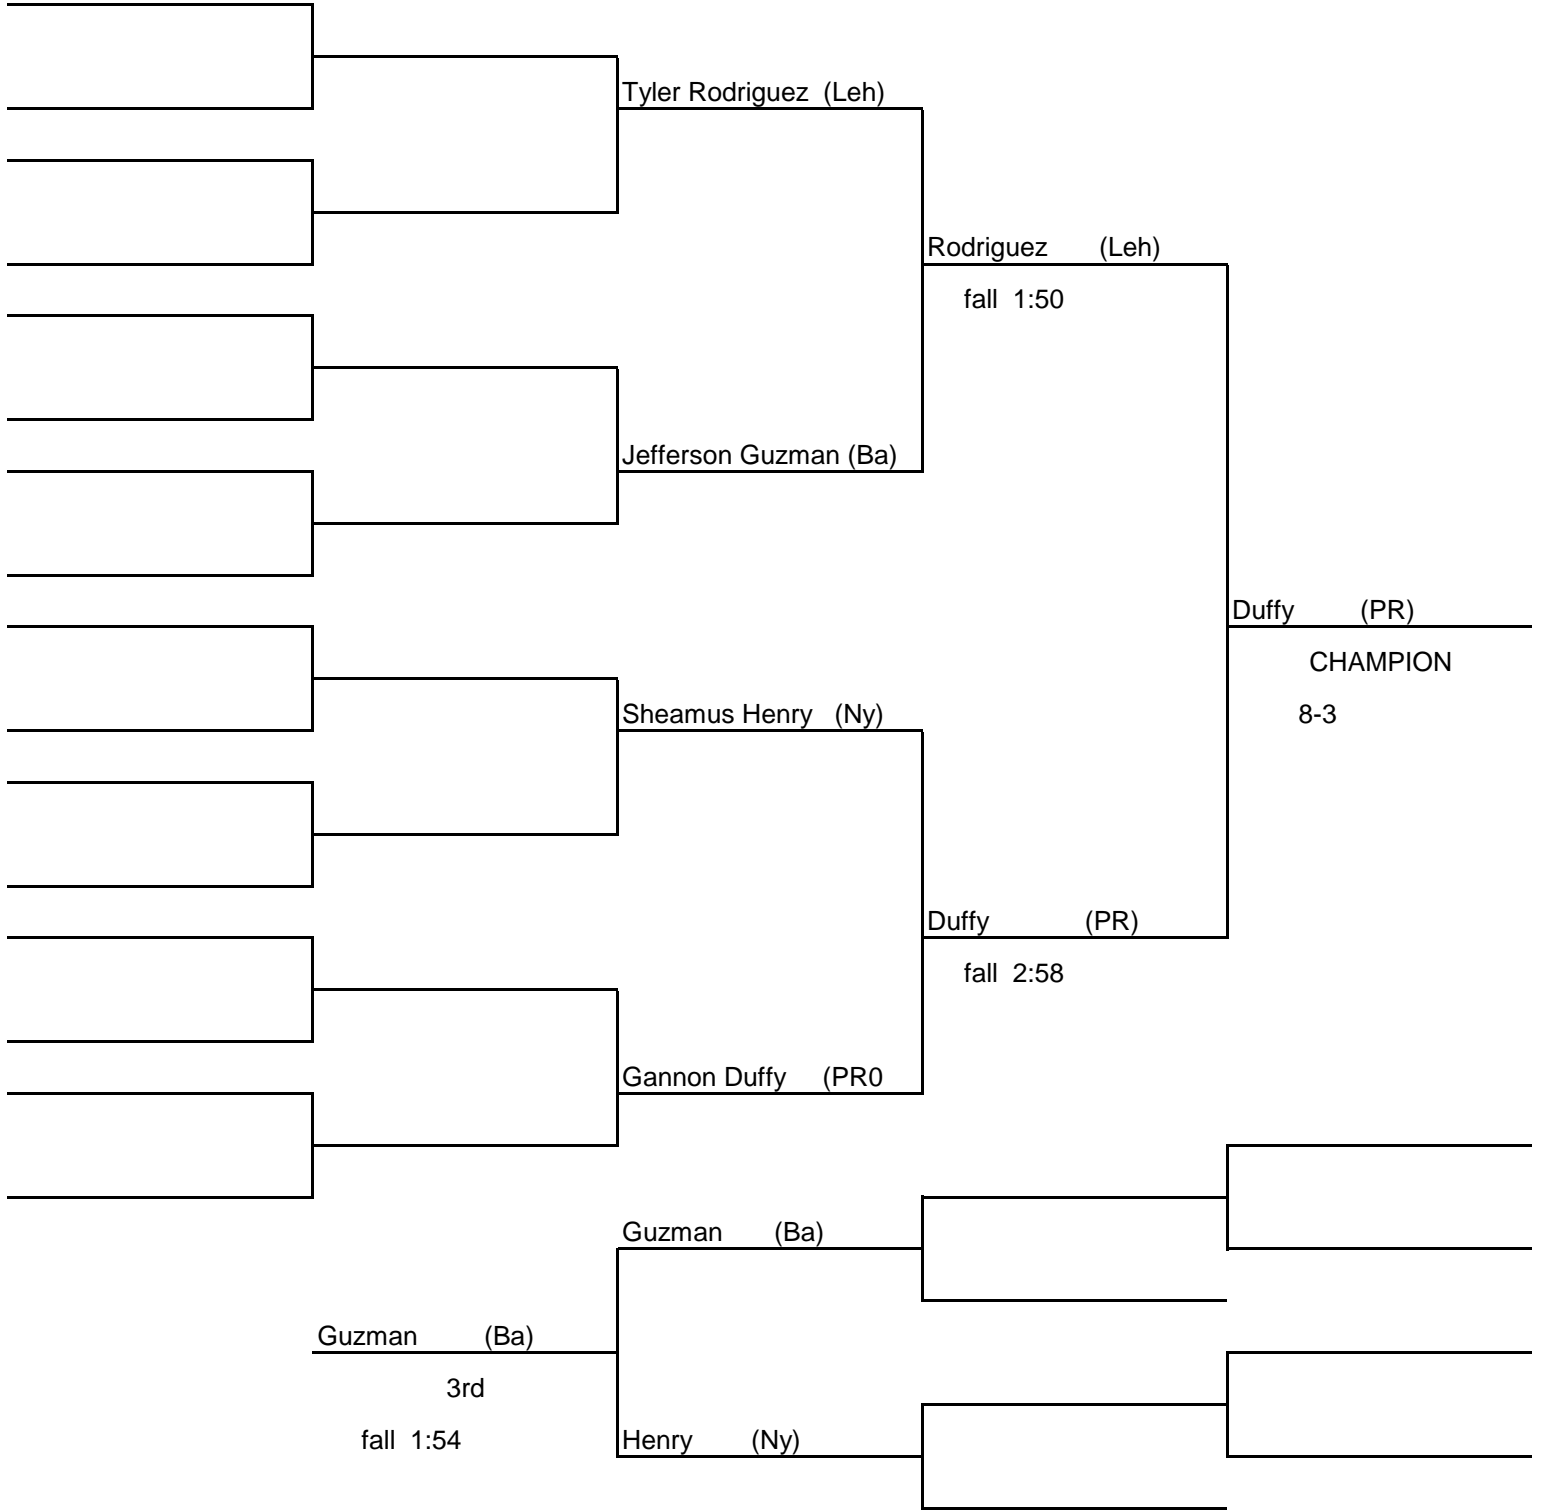 Tyler Rodriguez (Leh)
Rodriguez (Leh)
fall 1:50
Jefferson Guzman (Ba)
Duffy (PR)
CHAMPION
Sheamus Henry (Ny)
8-3
Duffy (PR)
fall 2:58
Gannon Duffy (PR0
Guzman (Ba)
Guzman (Ba)
3rd
fall 1:54
Henry (Ny)